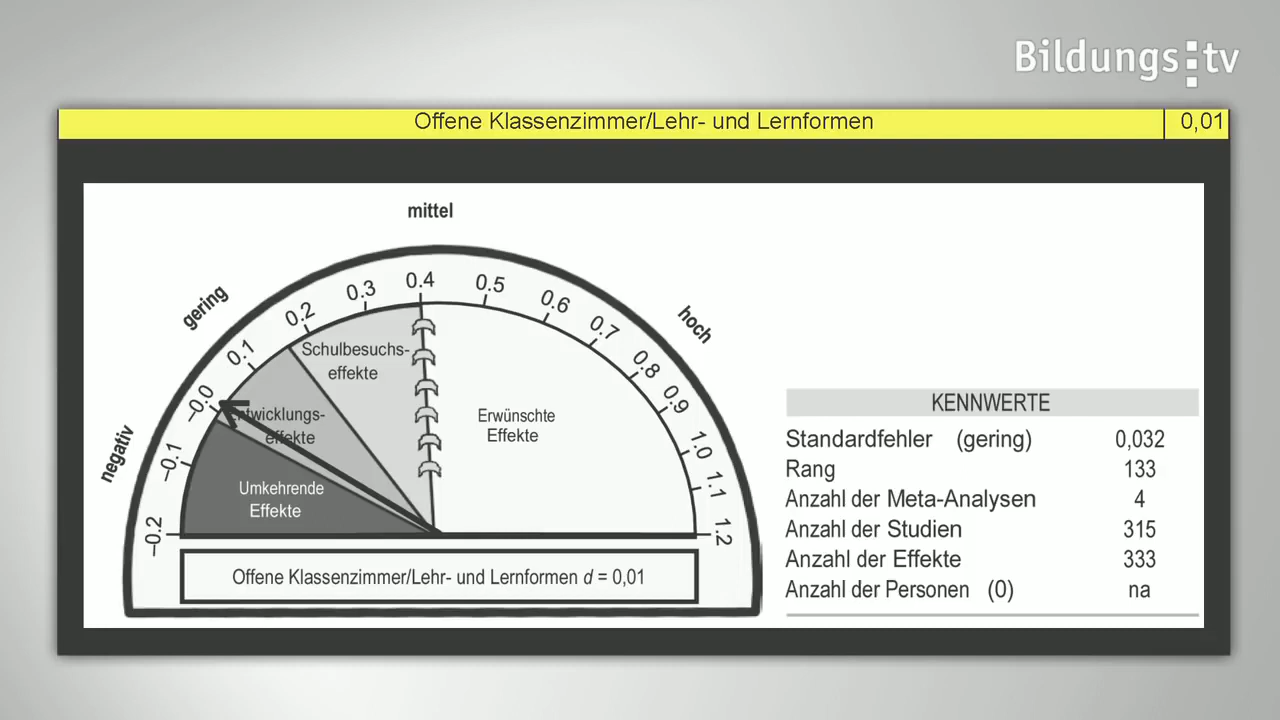 Bildungs:tv
Offene Klassenzimmer/Lehr- und Lernformen 0,01
mittel
gering
hoch
negativ
–0.2
–0.1
–0.0
0.1
0.2
0.3
0.4
0.5
0.6
0.7
0.8
0.9
1.0
1.1
1.2
Schulbesuchs-
effekte
Entwicklungs-
effekte
Umkehrende
Effekte
Erwünschte
Effekte
Offene Klassenzimmer/Lehr- und Lernformen d = 0,01
KENNWERTE
Standardfehler (gering) 0,032
Rang 133
Anzahl der Meta-Analysen 4
Anzahl der Studien 315
Anzahl der Effekte 333
Anzahl der Personen (0) na